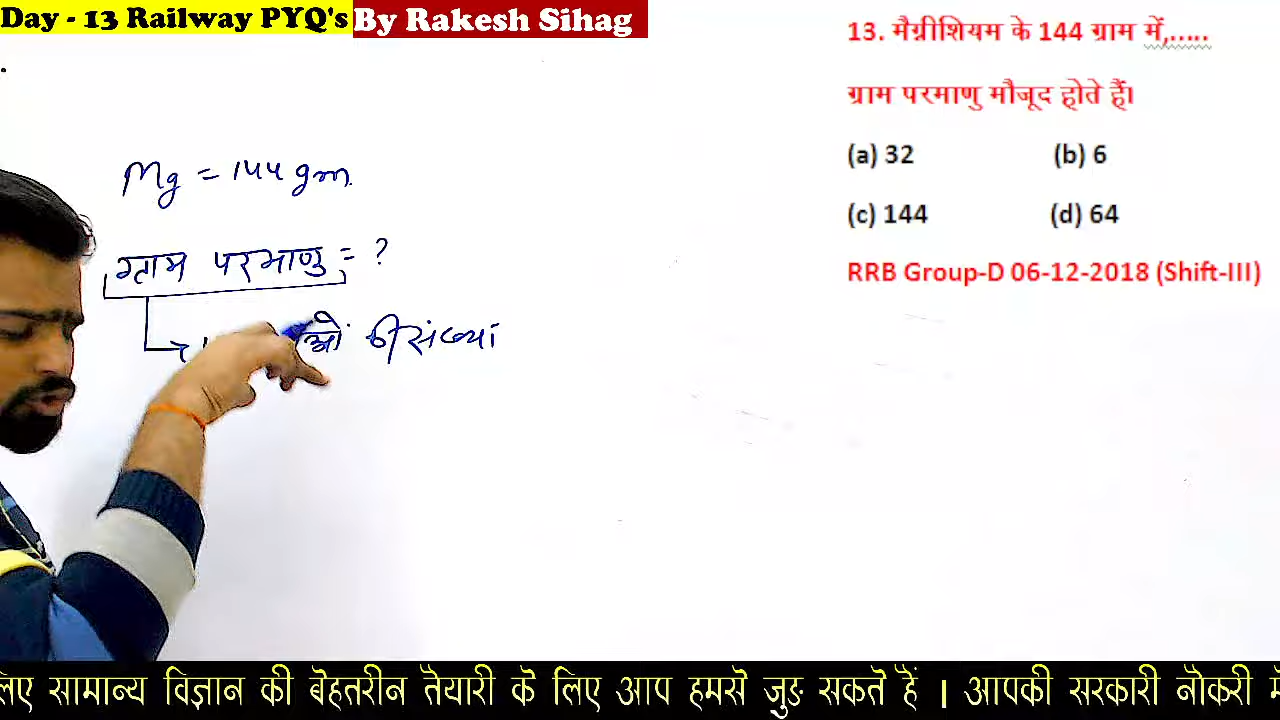 Day - 13 Railway PYQ's By Rakesh Sihag
13. मैग्नीशियम के 144 ग्राम में,.....
ग्राम परमाणु मौजूद होते हैं।
(a) 32 (b) 6
(c) 144 (d) 64
RRB Group-D 06-12-2018 (Shift-III)
Mg = 144 gm.
ग्राम परमाणु = ?
ओं की संख्यां
लिए सामान्य विज्ञान की बेहतरीन तैयारी के लिए आप हमसे जुङ सकते हैं । आपकी सरकारी नौकरी